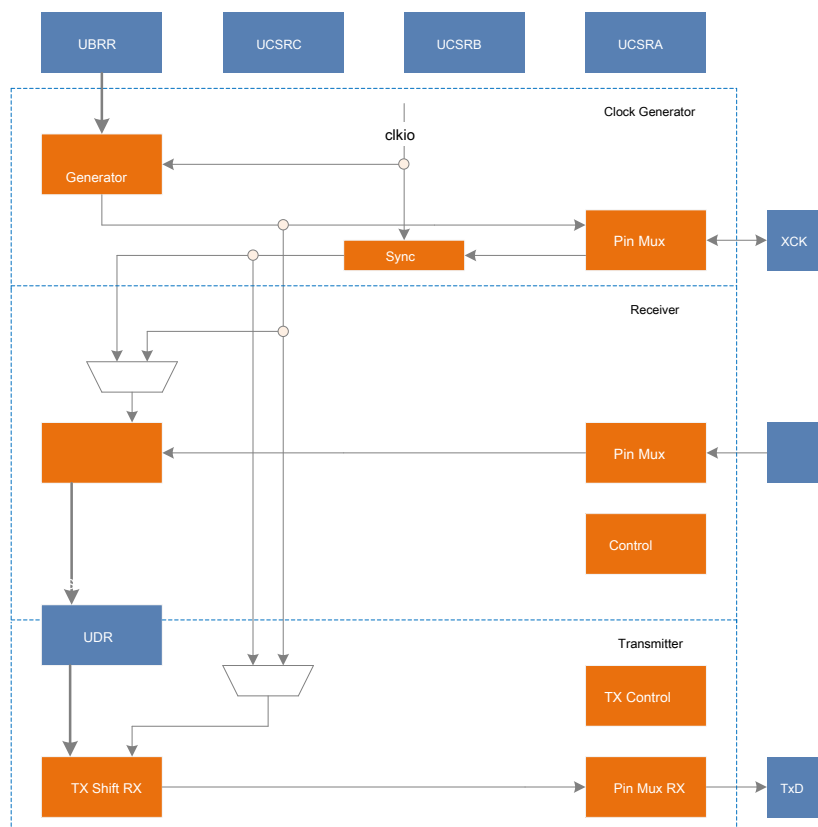 UBRR
UCSRC
UCSRB
UCSRA
Clock Generator
clkio
Generator
Pin Mux
XCK
Sync
Receiver
Pin Mux
Control
UDR
Transmitter
TX Control
TX Shift RX
Pin Mux RX
TxD